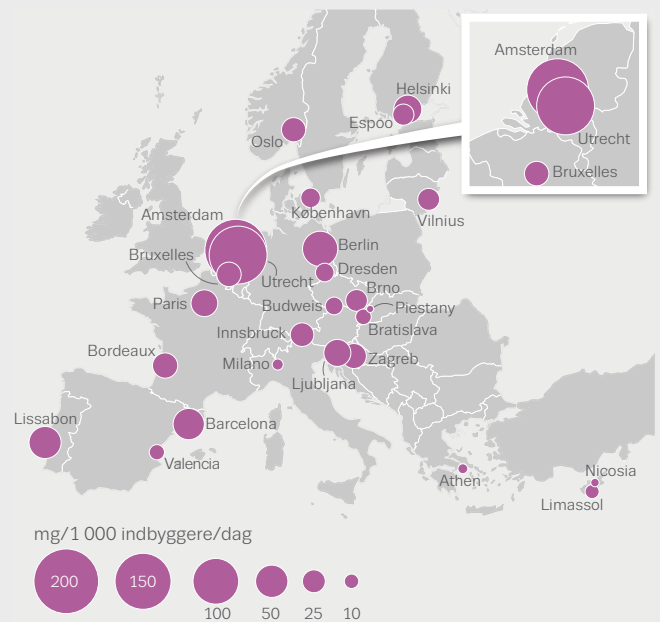 Amsterdam
Utrecht
Bruxelles
Helsinki
Espoo
Oslo
København
Vilnius
Amsterdam
Bruxelles
Utrecht
Berlin
Dresden
Paris
Budweis
Brno
Piestany
Bratislava
Innsbruck
Bordeaux
Milano
Zagreb
Ljubljana
Lissabon
Barcelona
Valencia
Athen
Nicosia
Limassol
mg/1 000 indbyggere/dag
200 150
100 50 25 10